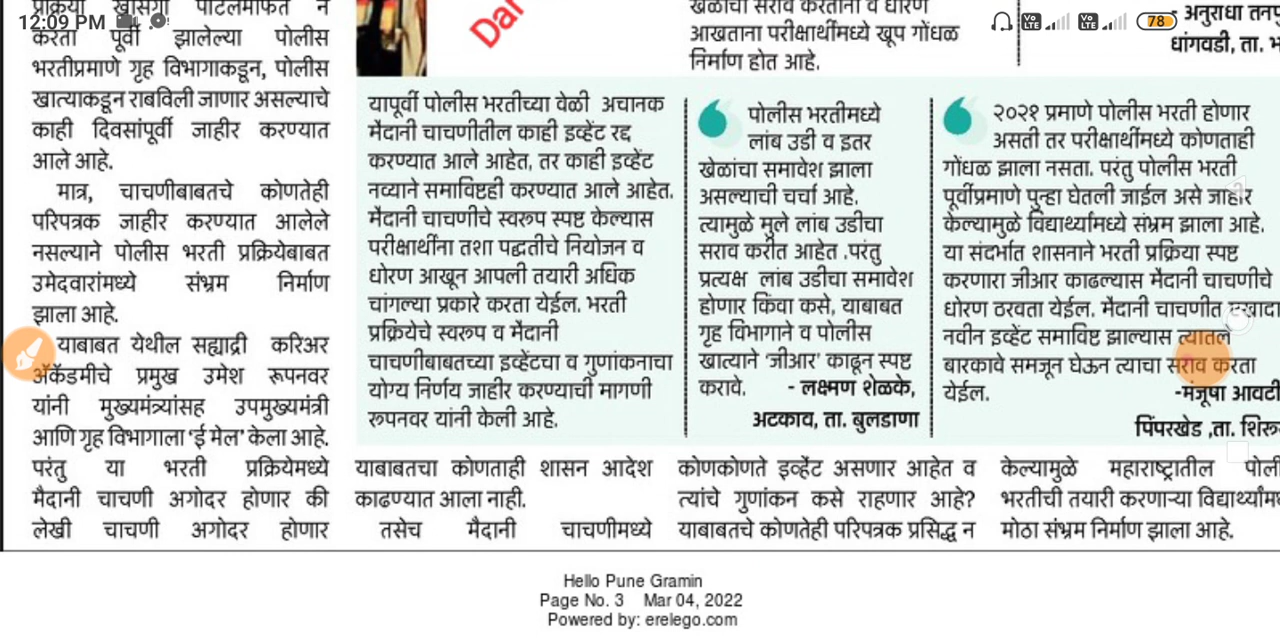 12:09 PM
78
प्रक्रिया खासगी पोर्टलमार्फत न
करता पूर्वी झालेल्या पोलीस
भरतीप्रमाणे गृह विभागाकडून, पोलीस
खात्याकडून राबविली जाणार असल्याचे
काही दिवसांपूर्वी जाहीर करण्यात
आले आहे.
मात्र, चाचणीबाबतचे कोणतेही
परिपत्रक जाहीर करण्यात आलेले
नसल्याने पोलीस भरती प्रक्रियेबाबत
उमेदवारांमध्ये संभ्रम निर्माण
झाला आहे.
याबाबत येथील सह्याद्री करिअर
ॲकॅडमीचे प्रमुख उमेश रूपनवर
यांनी मुख्यमंत्र्यांसह उपमुख्यमंत्री
आणि गृह विभागाला ‘ई मेल’ केला आहे.
परंतु या भरती प्रक्रियेमध्ये
मैदानी चाचणी अगोदर होणार की
लेखी चाचणी अगोदर होणार
खेळाचा सराव करताना व धोरण
आखताना परीक्षार्थीमध्ये खूप गोंधळ
निर्माण होत आहे.
- अनुराधा
धांगवडी, ता.
यापूर्वी पोलीस भरतीच्या वेळी अचानक
मैदानी चाचणीतील काही इव्हेंट रद्द
करण्यात आले आहेत, तर काही इव्हेंट
नव्याने समाविष्टही करण्यात आले आहेत.
मैदानी चाचणीचे स्वरूप स्पष्ट केल्यास
परीक्षार्थींना तशा पद्धतीचे नियोजन व
धोरण आखून आपली तयारी अधिक
चांगल्या प्रकारे करता येईल. भरती
प्रक्रियेचे स्वरूप व मैदानी
चाचणीबाबतच्या इव्हेंटचा व गुणांकनाचा
योग्य निर्णय जाहीर करण्याची मागणी
रूपनवर यांनी केली आहे.
पोलीस भरतीमध्ये
लांब उडी व इतर
खेळांचा समावेश झाला
असल्याची चर्चा आहे.
त्यामुळे मुले लांब उडीचा
सराव करीत आहेत .परंतु
प्रत्यक्ष लांब उडीचा समावेश
होणार किंवा कसे, याबाबत
गृह विभागाने व पोलीस
खात्याने ‘जीआर’ काढून स्पष्ट
करावे. - लक्ष्मण शेळके,
अटकाव, ता. बुलडाणा
२०२१ प्रमाणे पोलीस भरती होणार
असती तर परीक्षार्थीमध्ये कोणताही
गोंधळ झाला नसता. परंतु पोलीस भरती
पूर्वीप्रमाणे पुन्हा घेतली जाईल असे जाहीर
केल्यामुळे विद्यार्थ्यांमध्ये संभ्रम झाला आहे.
या संदर्भात शासनाने भरती प्रक्रिया स्पष्ट
करणारा जीआर काढल्यास मैदानी चाचणीचे
धोरण ठरवता येईल. मैदानी चाचणीत एखादा
नवीन इव्हेंट समाविष्ट झाल्यास त्यातले
बारकावे समजून घेऊन त्याचा सराव करता
येईल. -मंजूषा आवटी
पिंपरखेड ,ता.
याबाबतचा कोणताही शासन आदेश
काढण्यात आला नाही.
तसेच मैदानी चाचणीमध्ये
कोणकोणते इव्हेंट असणार आहेत व
त्यांचे गुणांकन कसे राहणार आहे?
याबाबतचे कोणतेही परिपत्रक प्रसिद्ध न
केल्यामुळे महाराष्ट्रातील
भरतीची तयारी करणाऱ्या
मोठा संभ्रम निर्माण झाला आहे.
Hello Pune Gramin
Page No. 3 Mar 04, 2022
Powered by: erelego.com